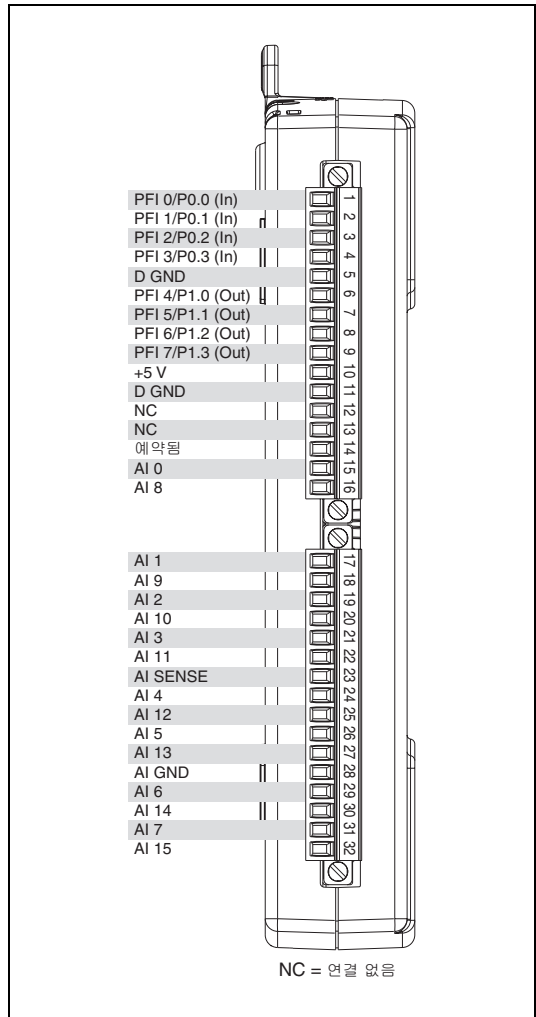 PFI 0/P0.0 (In) 1
PFI 1/P0.1 (In) 2
PFI 2/P0.2 (In) 3
PFI 3/P0.3 (In) 4
D GND 5
PFI 4/P1.0 (Out) 6
PFI 5/P1.1 (Out) 7
PFI 6/P1.2 (Out) 8
PFI 7/P1.3 (Out) 9
+5 V 10
D GND 11
NC 12
NC 13
예약됨 14
AI 0 15
AI 8 16
AI 1 17
AI 9 18
AI 2 19
AI 10 20
AI 3 21
AI 11 22
AI SENSE 23
AI 4 24
AI 12 25
AI 5 26
AI 13 27
AI GND 28
AI 6 29
AI 14 30
AI 7 31
AI 15 32
NC = 연결 없음